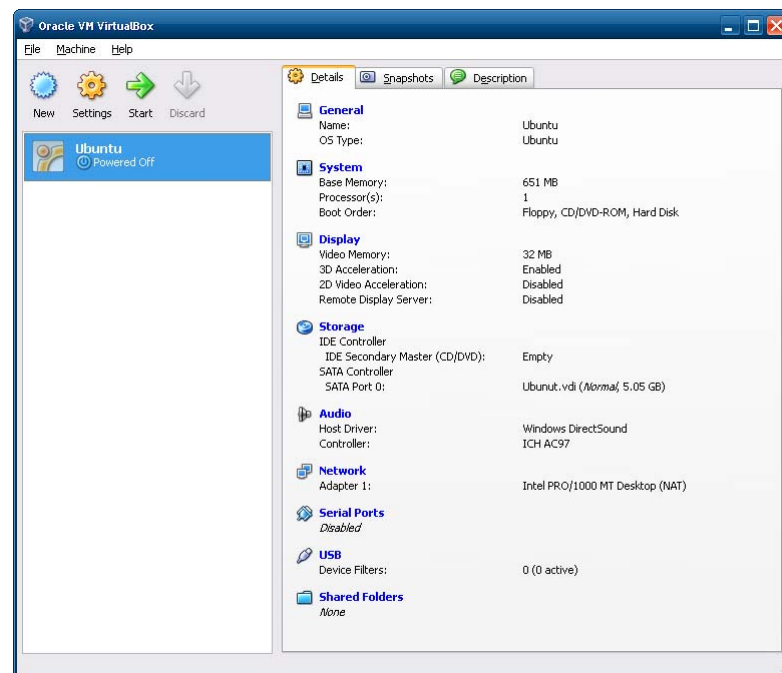 Oracle VM VirtualBox
File Machine Help
New Settings Start Discard
Ubuntu
Powered Off
Details Snapshots Description
General
Name: Ubuntu
OS Type: Ubuntu
System
Base Memory: 651 MB
Processor(s): 1
Boot Order: Floppy, CD/DVD-ROM, Hard Disk
Display
Video Memory: 32 MB
3D Acceleration: Enabled
2D Video Acceleration: Disabled
Remote Display Server: Disabled
Storage
IDE Controller
IDE Secondary Master (CD/DVD): Empty
SATA Controller
SATA Port 0: Ubunut.vdi (Normal, 5.05 GB)
Audio
Host Driver: Windows DirectSound
Controller: ICH AC97
Network
Adapter 1: Intel PRO/1000 MT Desktop (NAT)
Serial Ports
Disabled
USB
Device Filters: 0 (0 active)
Shared Folders
None